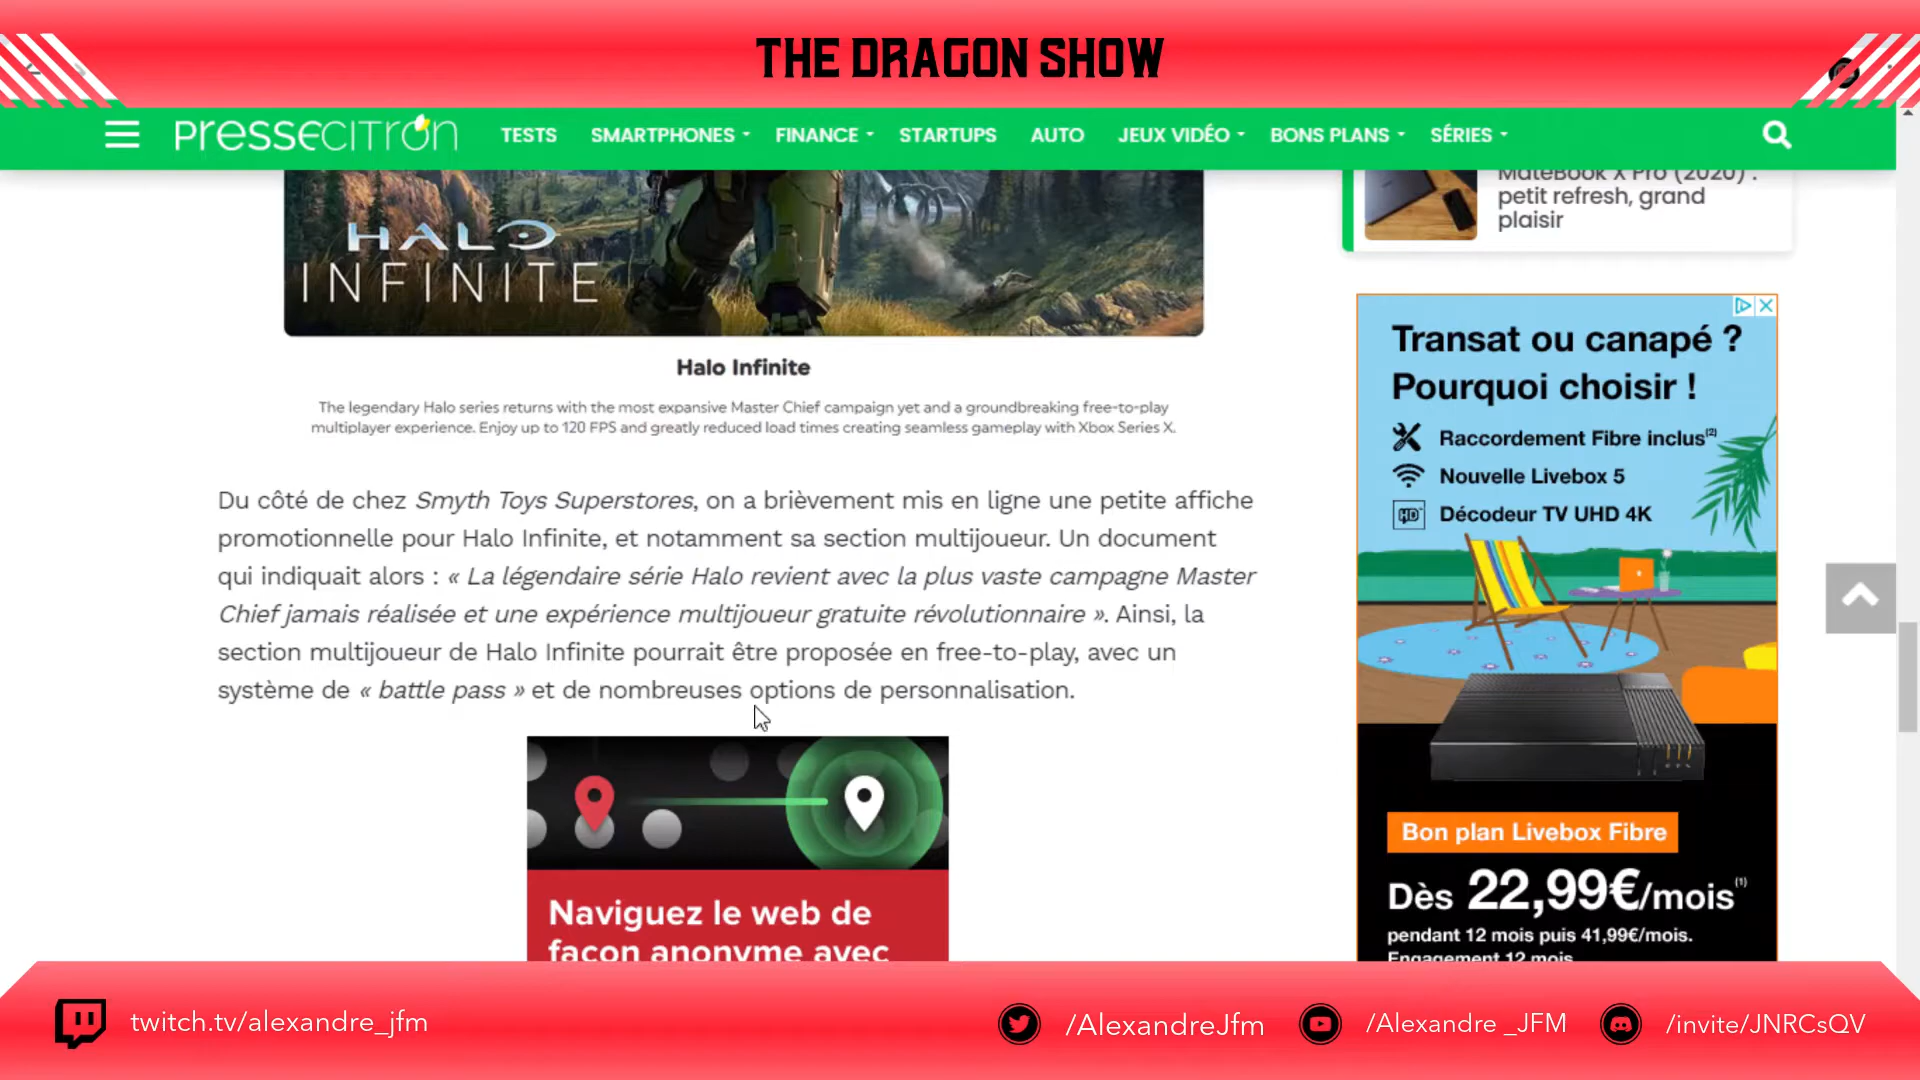 THE DRAGON SHOW
PRESSECITRON
TESTS
SMARTPHONES
FINANCE
STARTUPS
AUTO
JEUX VIDÉO
BONS PLANS
SÉRIES
MateBook X Pro (2020) :
petit refresh, grand
plaisir
HALO
INFINITE
Halo Infinite
The legendary Halo series returns with the most expansive Master Chief campaign yet and a groundbreaking free-to-play
multiplayer experience. Enjoy up to 120 FPS and greatly reduced load times creating seamless gameplay with Xbox Series X.
Du côté de chez Smyth Toys Superstores, on a brièvement mis en ligne une petite affiche
promotionnelle pour Halo Infinite, et notamment sa section multijoueur. Un document
qui indiquait alors : « La légendaire série Halo revient avec la plus vaste campagne Master
Chief jamais réalisée et une expérience multijoueur gratuite révolutionnaire ». Ainsi, la
section multijoueur de Halo Infinite pourrait être proposée en free-to-play, avec un
système de « battle pass » et de nombreuses options de personnalisation.
Naviguez le web de
façon anonyme avec
Transat ou canapé ?
Pourquoi choisir !
Raccordement Fibre inclus(2)
Nouvelle Livebox 5
HD Décodeur TV UHD 4K
Bon plan Livebox Fibre
Dès 22,99€/mois(1)
pendant 12 mois puis 41,99€/mois.
Engagement 12 mois
twitch.tv/alexandre_jfm
/AlexandreJfm
/Alexandre _JFM
/invite/JNRCsQV